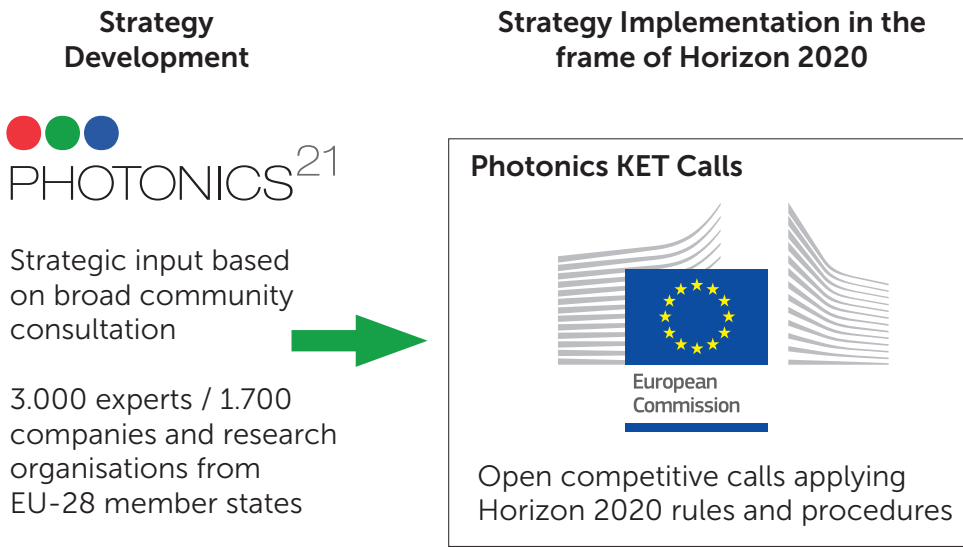 Strategy
Development
PHOTONICS21
Strategic input based
on broad community
consultation
3.000 experts / 1.700
companies and research
organisations from
EU-28 member states
Strategy Implementation in the
frame of Horizon 2020
Photonics KET Calls
European
Commission
Open competitive calls applying
Horizon 2020 rules and procedures